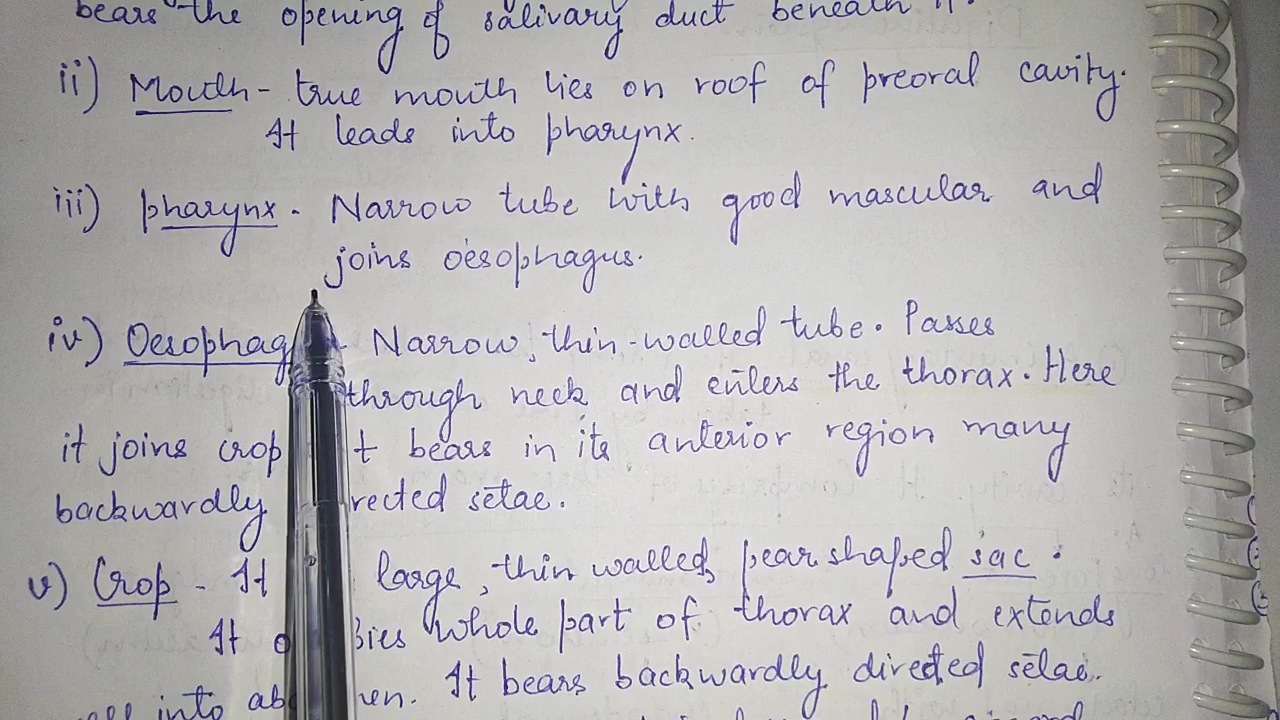 bears the opening of salivary duct beneath it.
ii) Mouth - true mouth lies on roof of preoral cavity.
It leads into pharynx.
iii) pharynx - Narrow tube with good mascular and
joins oesophagus.
iv) Oesophag Narrow, thin-walled tube. Passes
through neck and enters the thorax. Here
it joins crop t bears in its anterior region many
backwardly rected setae.
v) Crop - It large, thin walled, pear shaped sac.
It o bies whole part of thorax and extends
into ab en. It bears backwardly directed setae.